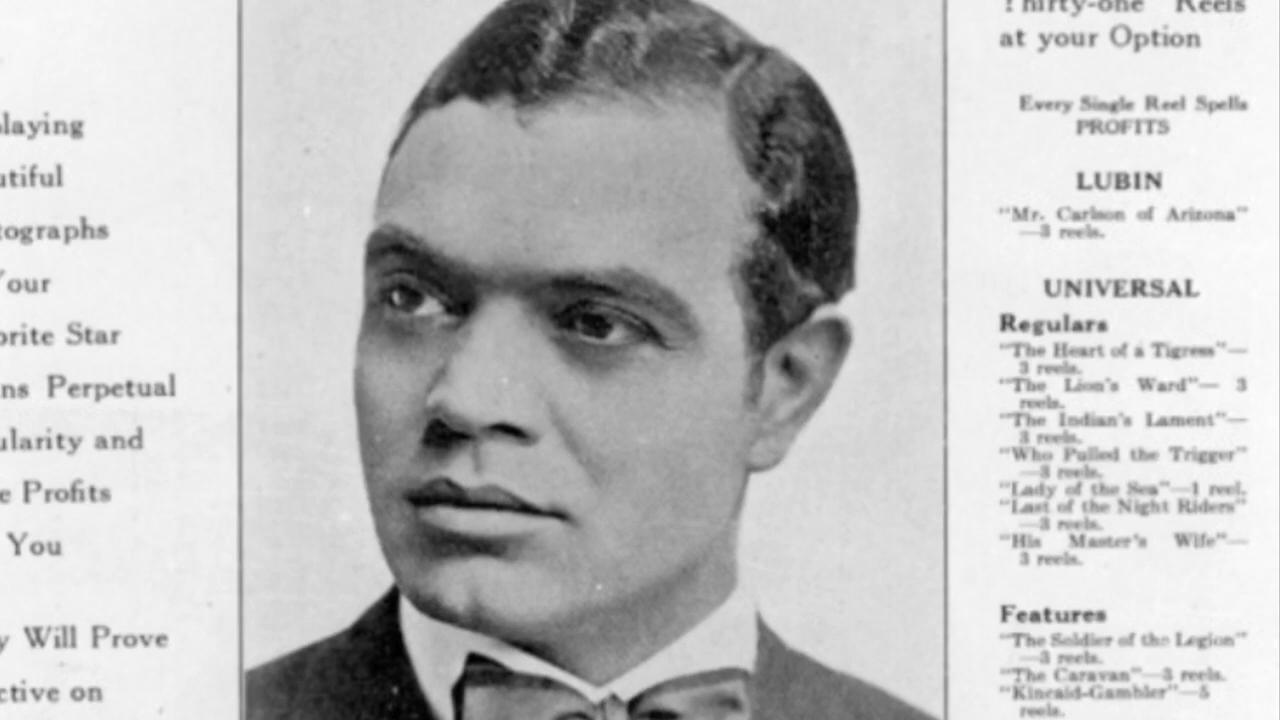 laying
utiful
tographs
Your
orite Star
ns Perpetual
ularity and
e Profits
You
y Will Prove
ctive on
Thirty-one Reels
at your Option
Every Single Reel Spells
PROFITS
LUBIN
"Mr. Carlson of Arizona"
—3 reels.
UNIVERSAL
Regulars
"The Heart of a Tigress"—
3 reels.
"The Lion's Ward"— 3
reels.
"The Indian's Lament"—
3 reels.
"Who Pulled the Trigger"
—3 reels.
"Lady of the Sea"—1 reel.
"Last of the Night Riders"
—3 reels.
"His Master's Wife"—
3 reels.
Features
"The Soldier of the Legion"
—3 reels.
"The Caravan"—3 reels.
"Kincaid-Gambler"—5
reels.